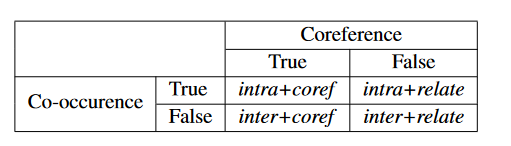 Coreference
True False
Co-occurence True intra+coref intra+relate
False inter+coref inter+relate